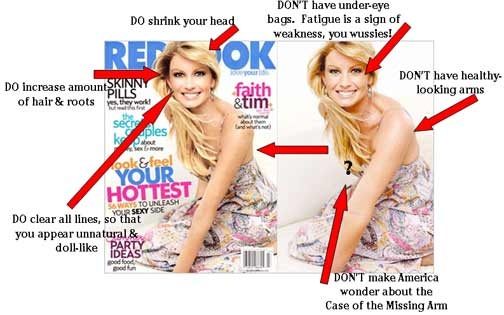 DO shrink your head
DON'T have under-eye
bags.  Fatigue is a sign of
weakness, you wussies!
DO increase amount
of hair & roots
DON'T have healthy-
looking arms
DO clear all lines, so that
you appear unnatural &
doll-like
DON'T make America
wonder about the
Case of the Missing Arm
?
REDBOOK
love your life.
SKINNY
PILLS
yes, they work!
but read this first
the
secret
couples
keep about
money, sex & more
faith
& tim
what's normal
about them
(and what's not)
look & feel
YOUR
HOTTEST
56 WAYS TO UNLEASH
YOUR SEXY SIDE
PARTY
IDEAS
good food,
good fun